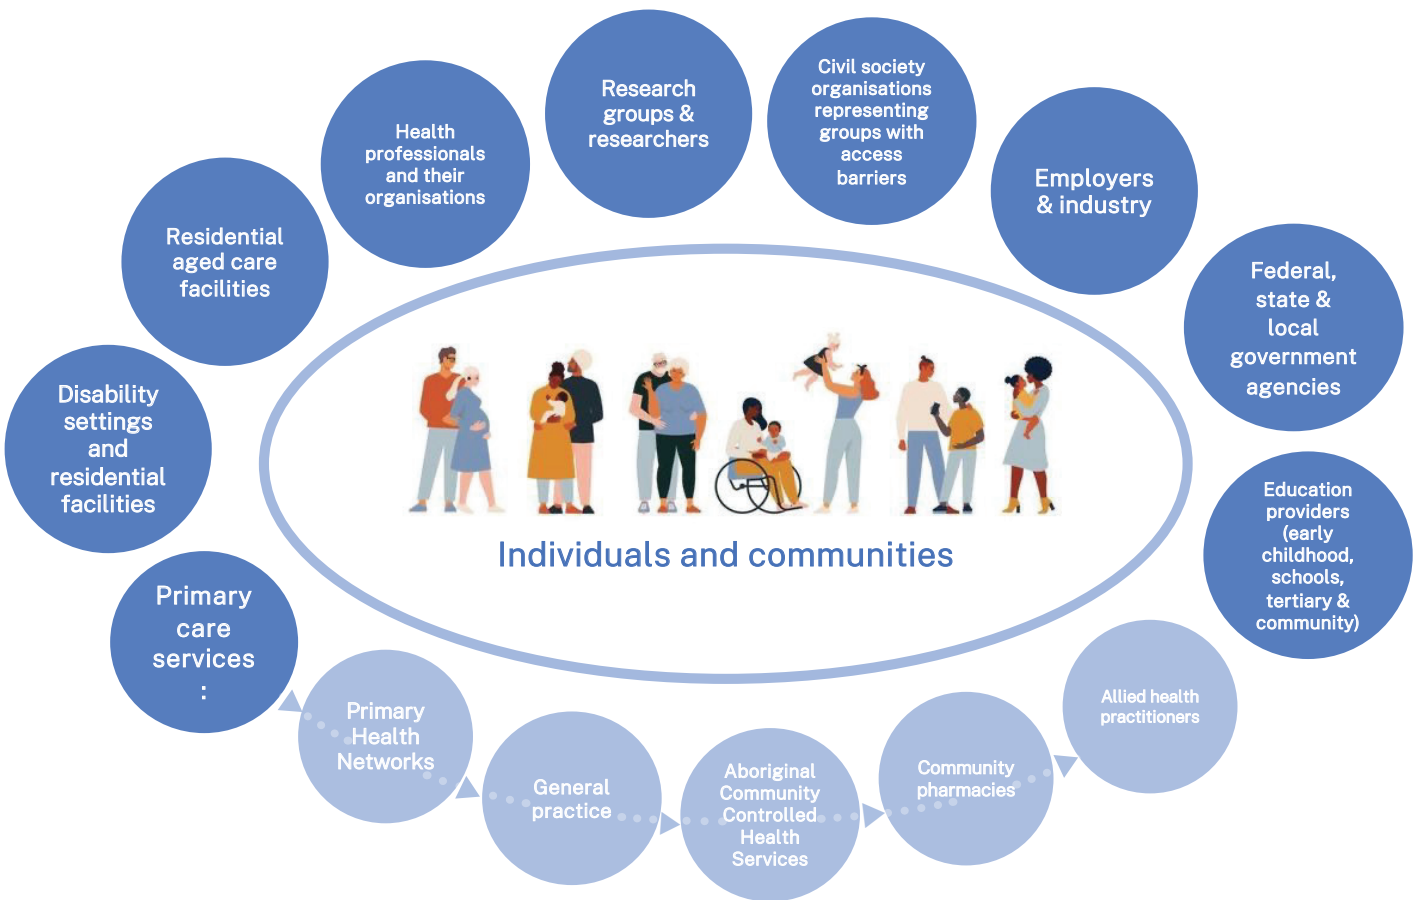 Research
groups &
researchers
Civil society
organisations
representing
groups with
access
barriers
Health
professionals
and their
organisations
Employers
& industry
Residential
aged care
facilities
Federal,
state &
local
government
agencies
Disability
settings
and
residential
facilities
Education
providers
(early
childhood,
schools,
tertiary &
community)
Individuals and communities
Primary
care
services
:
Primary
Health
Networks
General
practice
Aboriginal
Community
Controlled
Health
Services
Community
pharmacies
Allied health
practitioners